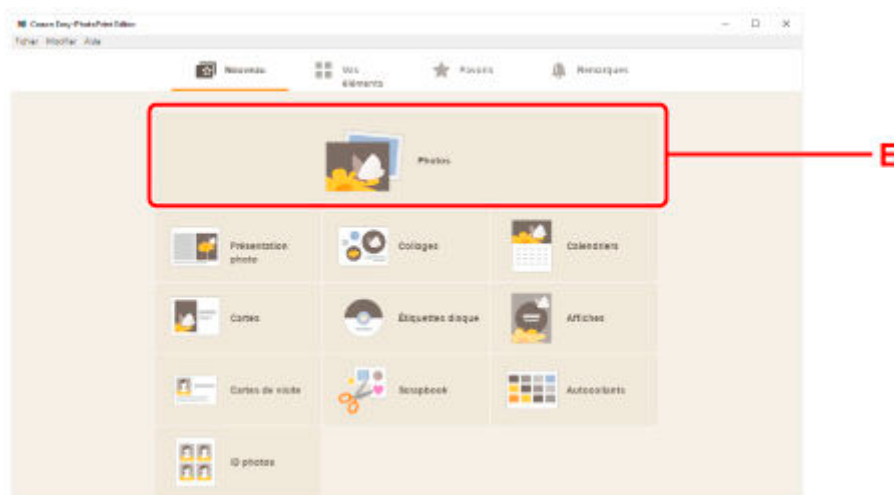 Canon Easy-PhotoPrint Editor
Fichier Modifier Aide
Nouveau
Vos
éléments
Favoris
Remarques
Photos
E
Présentation
photo
Collages
Calendriers
Cartes
Étiquettes disque
Affiches
Cartes de visite
Scrapbook
Autocollants
ID photos